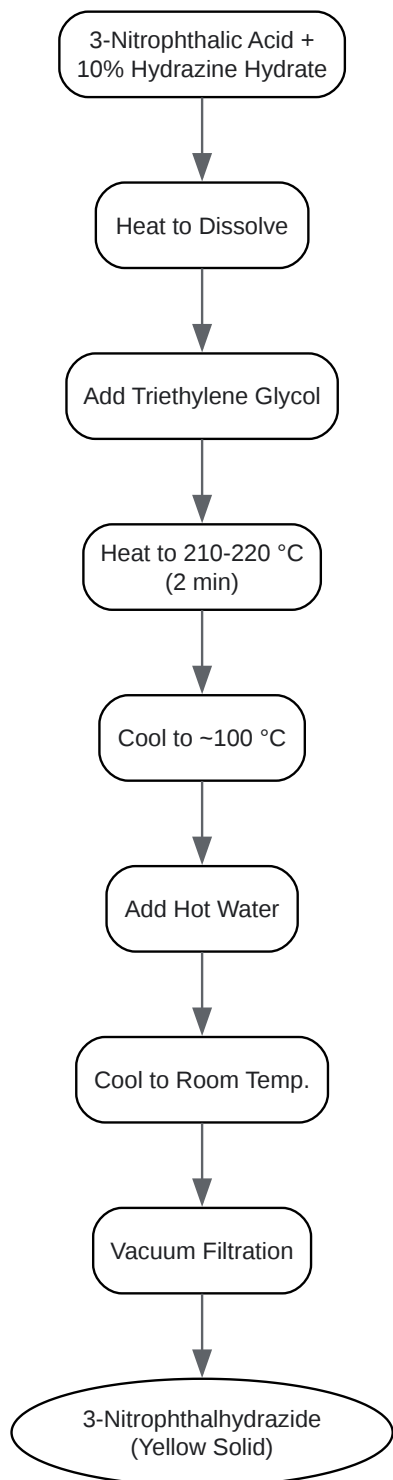 3-Nitrophthalic Acid +
10% Hydrazine Hydrate
Heat to Dissolve
Add Triethylene Glycol
Heat to 210-220 °C
(2 min)
Cool to ~100 °C
Add Hot Water
Cool to Room Temp.
Vacuum Filtration
3-Nitrophthalhydrazide
(Yellow Solid)